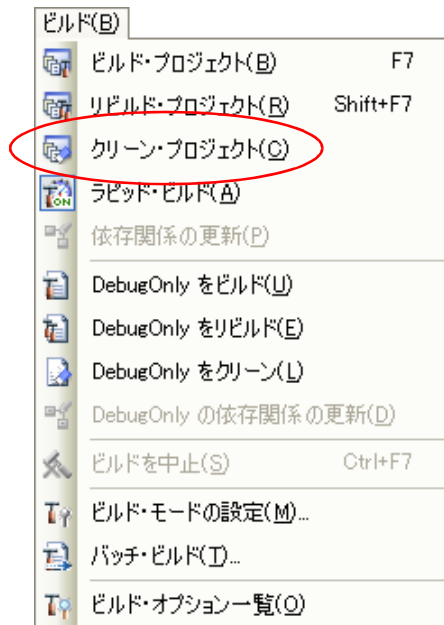 ビルド(B)
ビルド・プロジェクト(B) F7
リビルド・プロジェクト(R) Shift+F7
クリーン・プロジェクト(C)
ON ラピッド・ビルド(A)
依存関係の更新(P)
DebugOnly をビルド(U)
DebugOnly をリビルド(E)
DebugOnly をクリーン(L)
DebugOnly の依存関係の更新(D)
ビルドを中止(S) Ctrl+F7
ビルド・モードの設定(M)...
バッチ・ビルド(T)...
ビルド・オプション一覧(O)